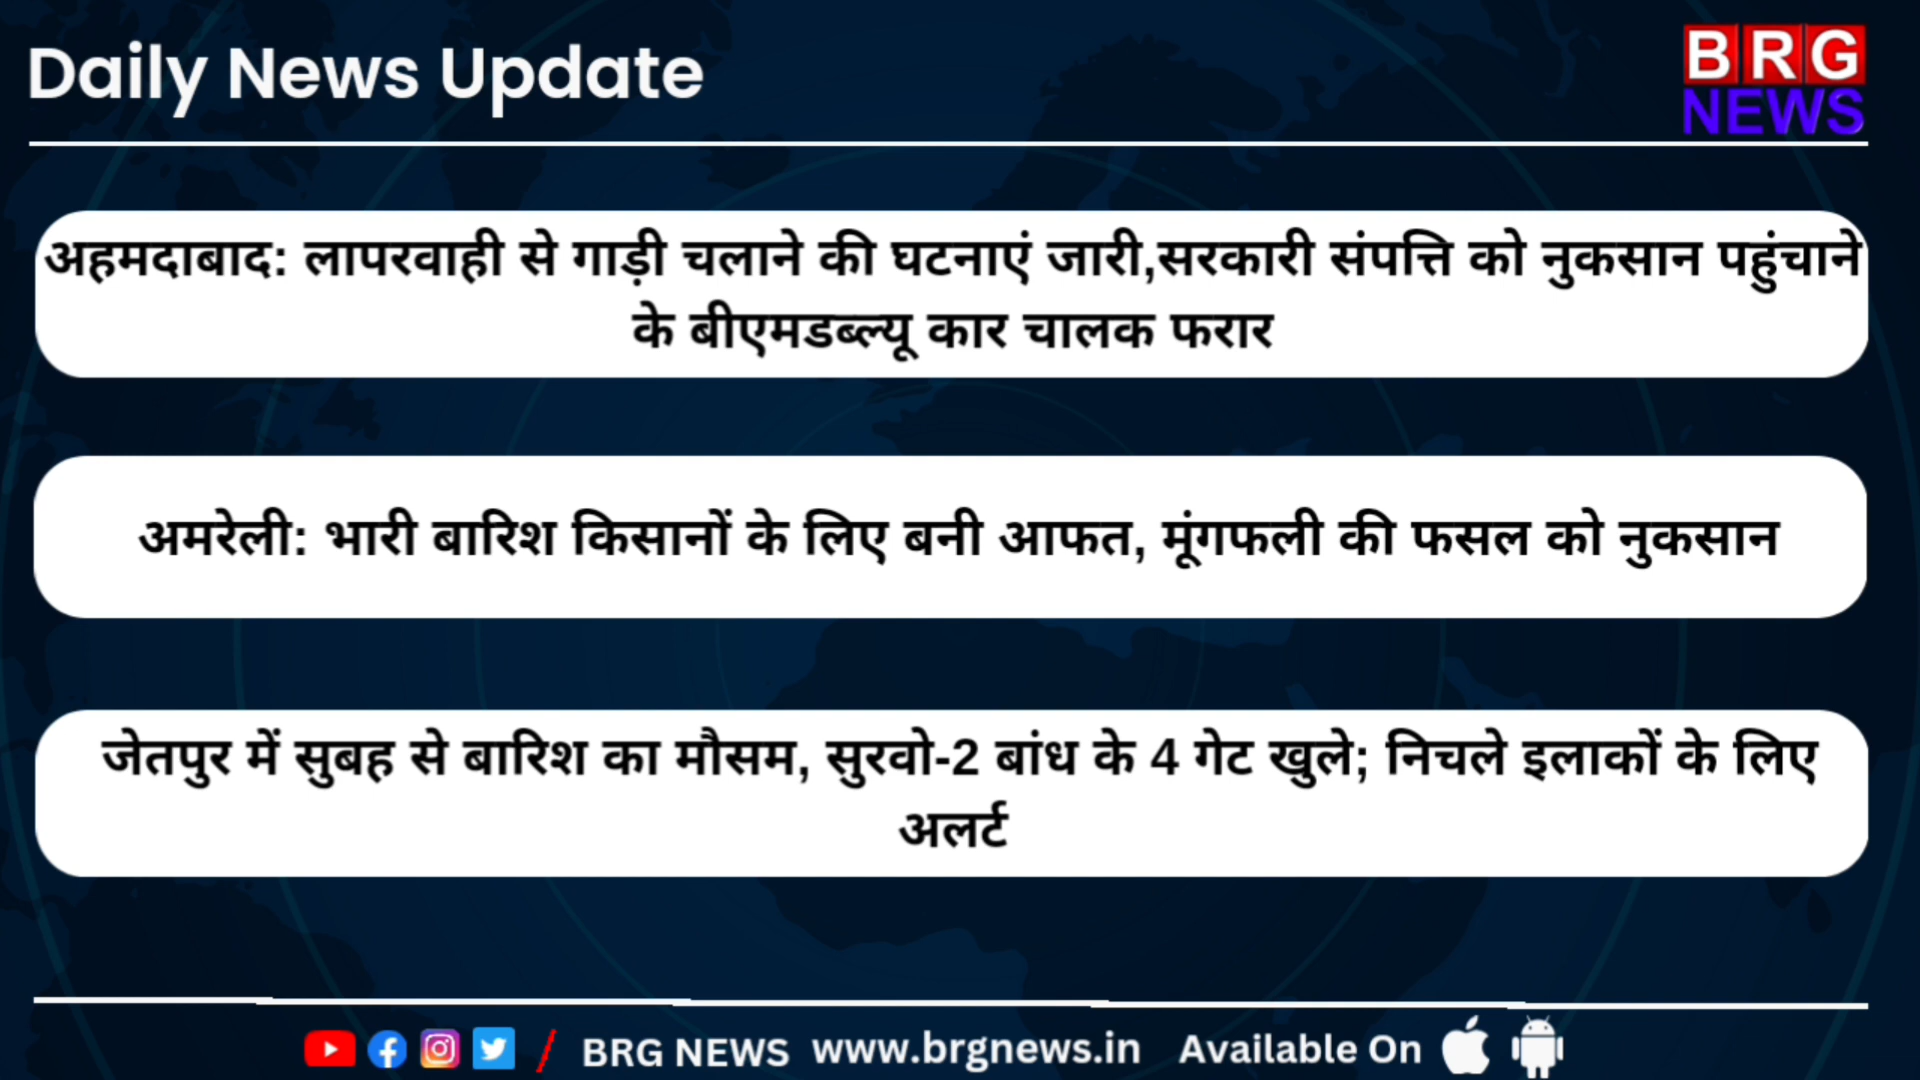 Daily News Update
BRG
NEWS
अहमदाबाद: लापरवाही से गाड़ी चलाने की घटनाएं जारी,सरकारी संपत्ति को नुकसान पहुंचाने
के बीएमडब्ल्यू कार चालक फरार
अमरेली: भारी बारिश किसानों के लिए बनी आफत, मूंगफली की फसल को नुकसान
जेतपुर में सुबह से बारिश का मौसम, सुरवो-2 बांध के 4 गेट खुले; निचले इलाकों के लिए
अलर्ट
/ BRG NEWS www.brgnews.in Available On